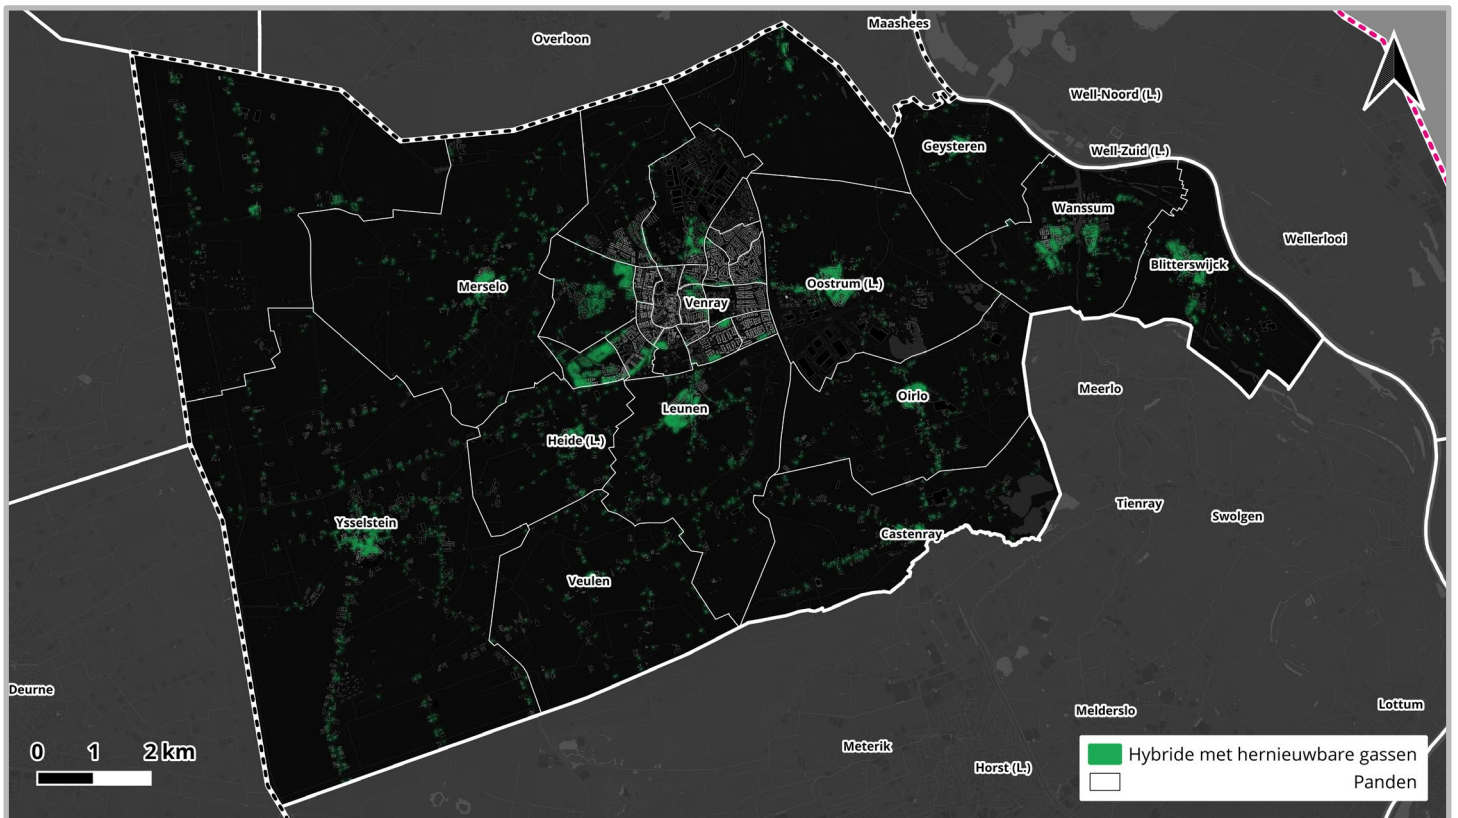 Maashees
Overloon
Well-Noord (L.)
Geysteren
Well-Zuid (L.)
Wanssum
Wellerlooi
Blitterswijck
Merselo
Oostrum (L.)
Venray
Meerlo
Oirlo
Leunen
Heide (L.)
Tienray
Swolgen
Ysselstein
Castenray
Veulen
Deurne
Lottum
Melderslo
Meterik
Horst (L.)
0 1 2 km
Hybride met hernieuwbare gassen
Panden